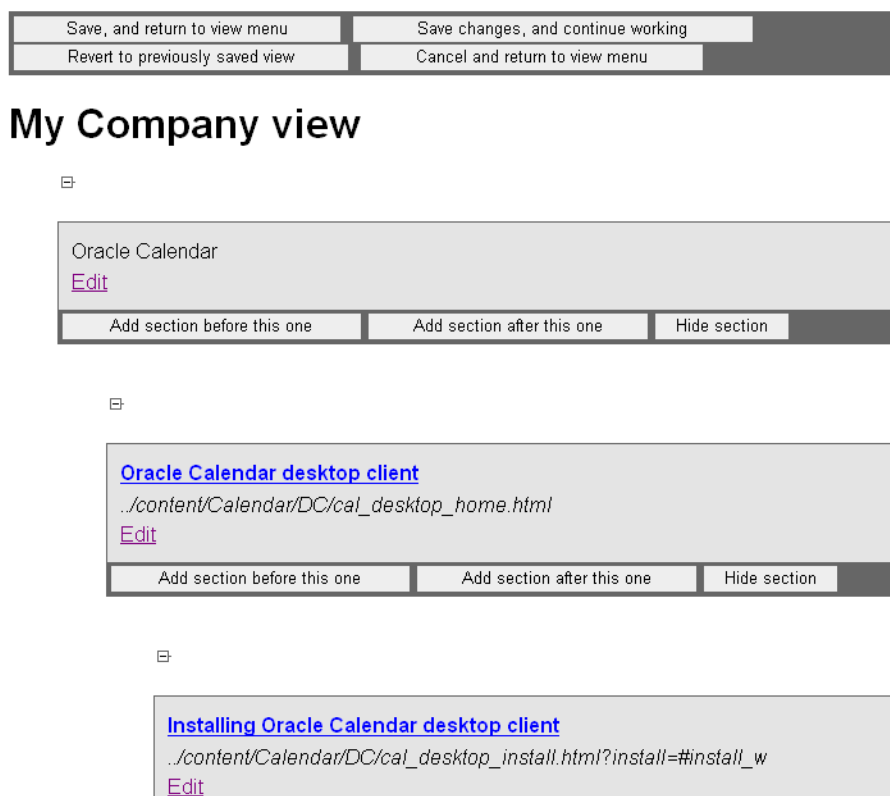 Save, and return to view menu Save changes, and continue working
Revert to previously saved view Cancel and return to view menu
My Company view
Oracle Calendar
Edit
Add section before this one Add section after this one Hide section
Oracle Calendar desktop client
../content/Calendar/DC/cal_desktop_home.html
Edit
Add section before this one Add section after this one Hide section
Installing Oracle Calendar desktop client
../content/Calendar/DC/cal_desktop_install.html?install=#install_w
Edit